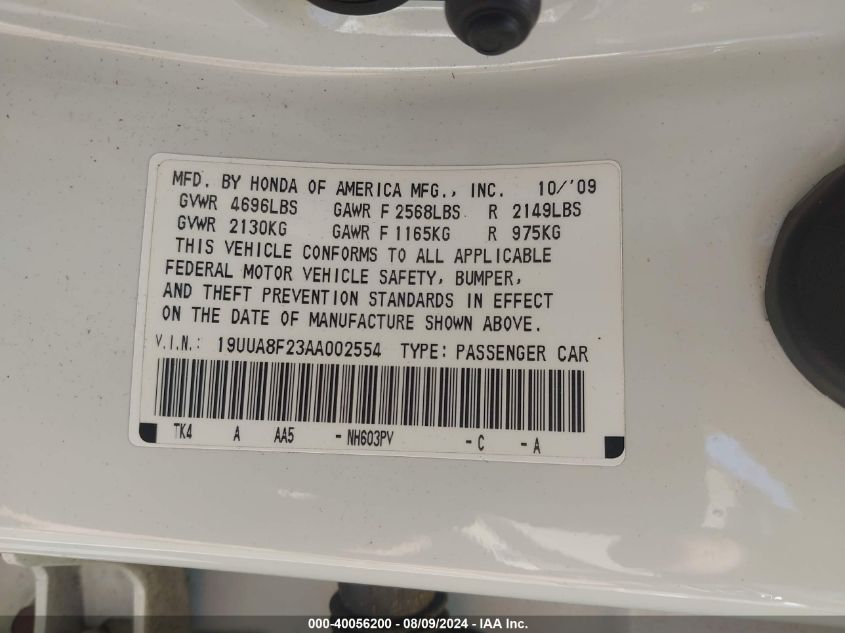 MFD. BY HONDA OF AMERICA MFG., INC. 10/'09
GVWR 4696LBS GAWR F 2568LBS R 2149LBS
GVWR 2130KG GAWR F 1165KG R 975KG
THIS VEHICLE CONFORMS TO ALL APPLICABLE
FEDERAL MOTOR VEHICLE SAFETY, BUMPER,
AND THEFT PREVENTION STANDARDS IN EFFECT
ON THE DATE OF MANUFACTURE SHOWN ABOVE.
V.I.N.: 19UUA8F23AA002554 TYPE: PASSENGER CAR
TK4 A AA5 - NH603PV - C - A
000-40056200 - 08/09/2024 - IAA Inc.